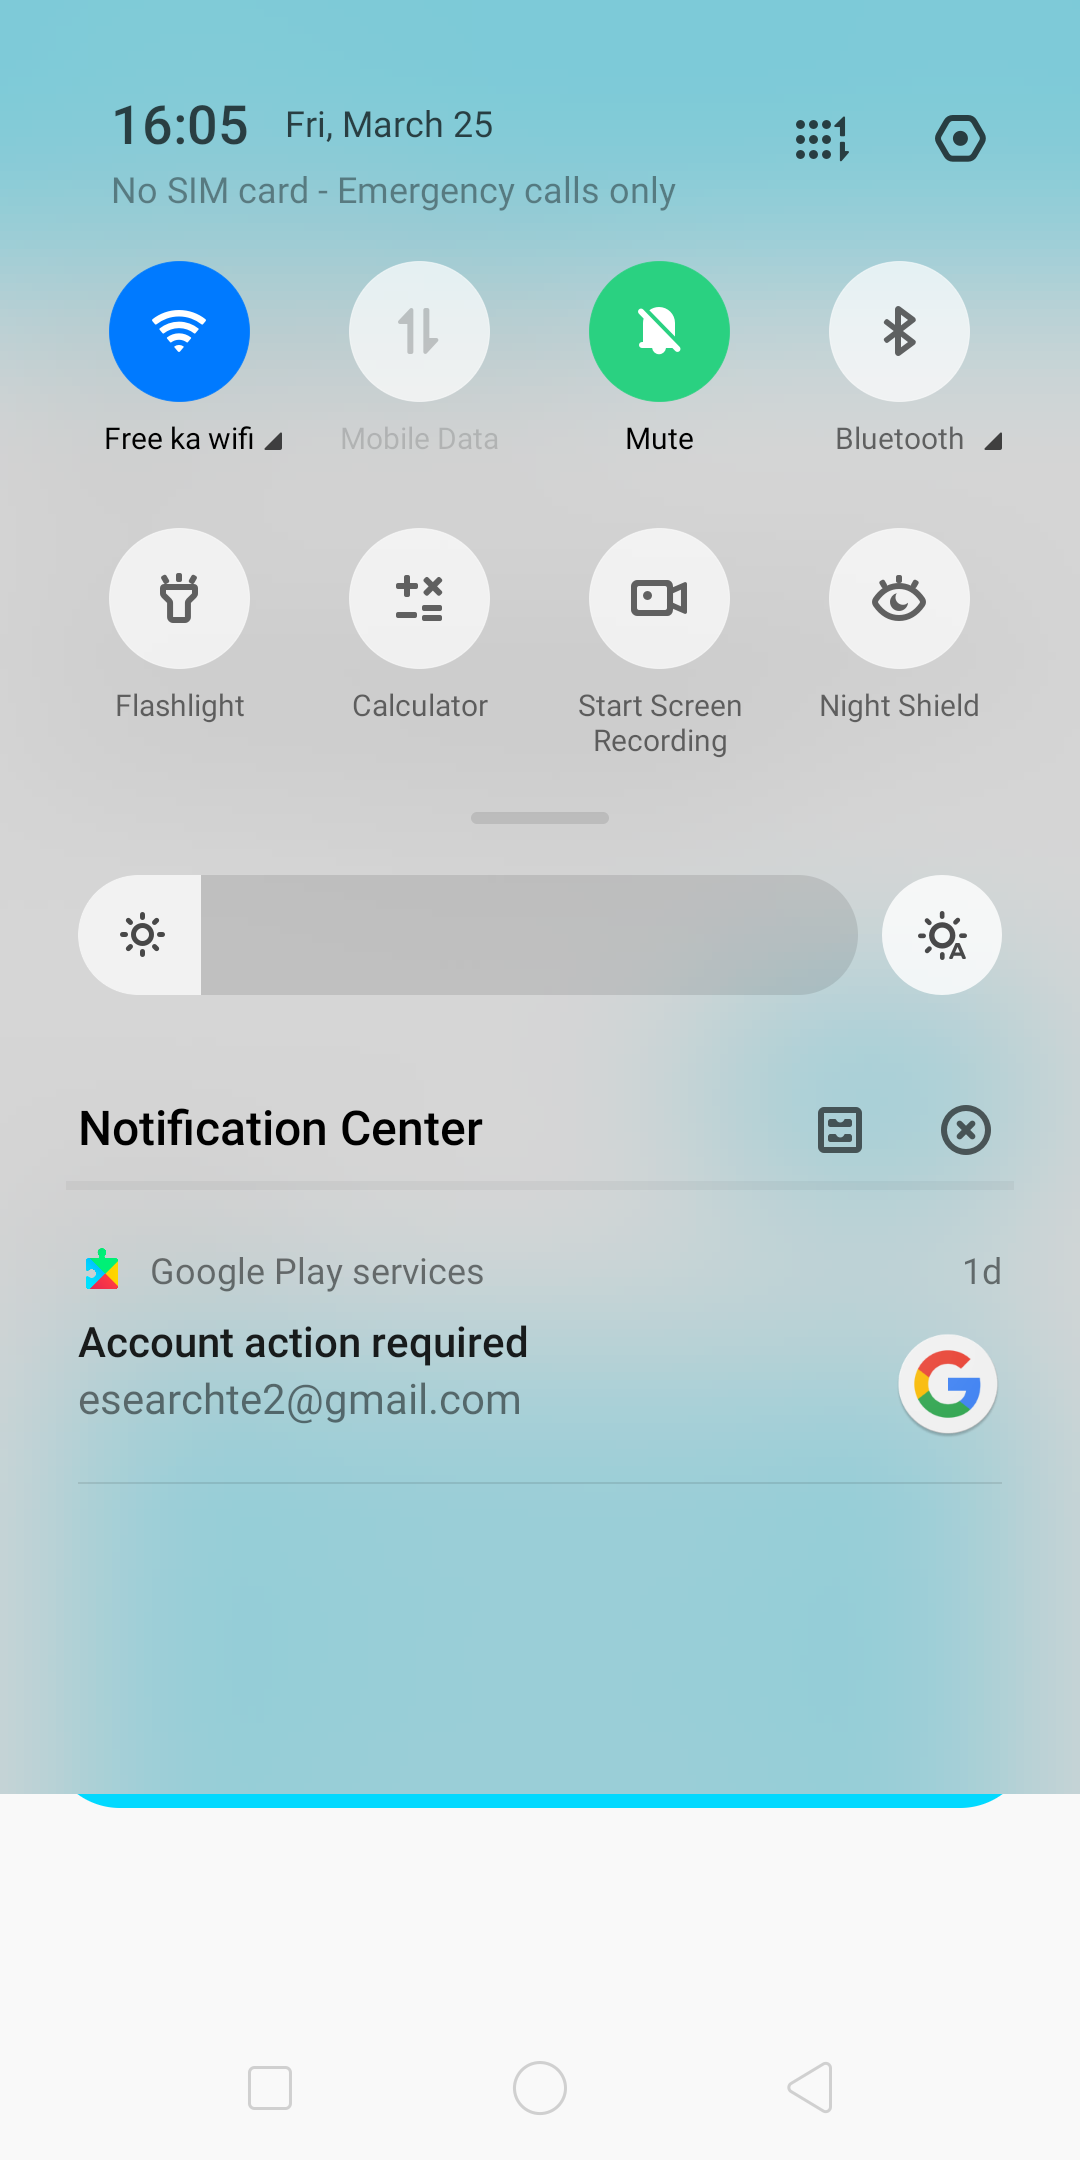 16:05 Fri, March 25
No SIM card - Emergency calls only
Free ka wifi Mobile Data Mute Bluetooth
Flashlight Calculator Start Screen Night Shield
Recording
Notification Center
Google Play services 1d
Account action required
esearchte2@gmail.com